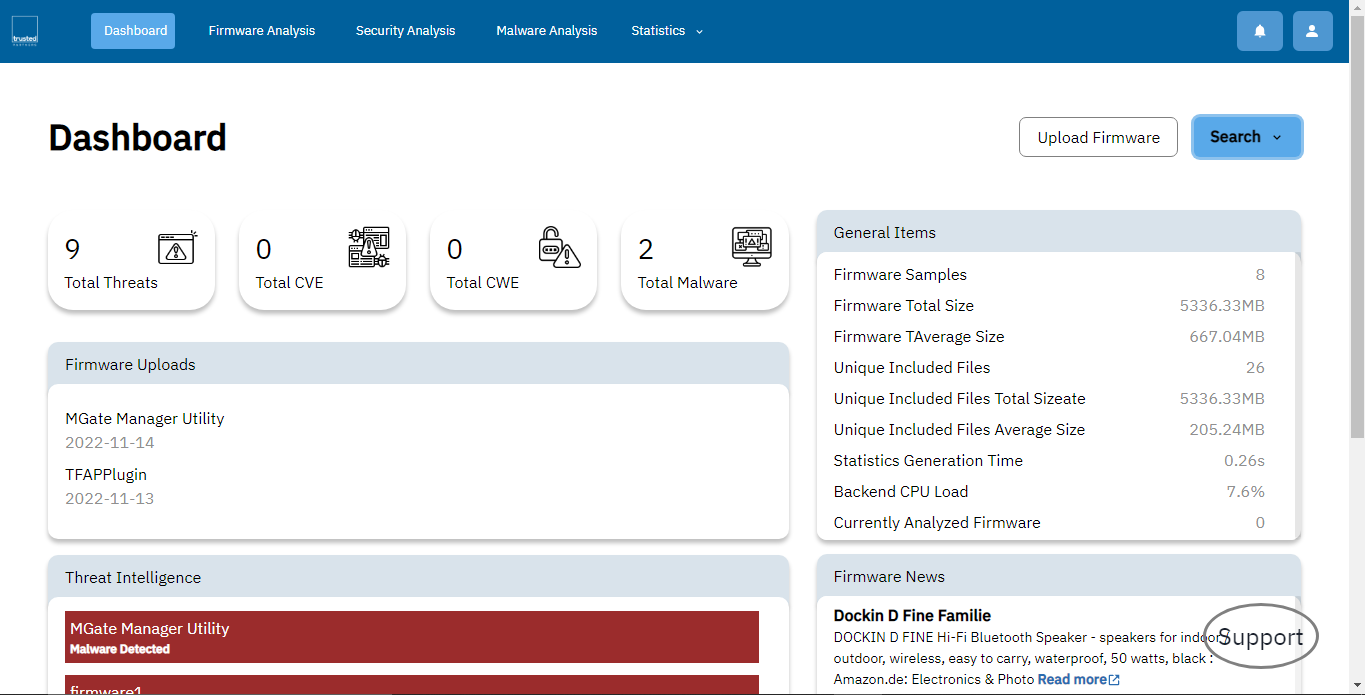 trusted
Dashboard
Firmware Analysis
Security Analysis
Malware Analysis
Statistics
Dashboard
Upload Firmware
Search
9
Total Threats
0
Total CVE
0
Total CWE
2
Total Malware
General Items
Firmware Samples 8
Firmware Total Size 5336.33MB
Firmware TAverage Size 667.04MB
Unique Included Files 26
Unique Included Files Total Sizeate 5336.33MB
Unique Included Files Average Size 205.24MB
Statistics Generation Time 0.26s
Backend CPU Load 7.6%
Currently Analyzed Firmware 0
Firmware Uploads
MGate Manager Utility
2022-11-14
TFAPPlugin
2022-11-13
Threat Intelligence
MGate Manager Utility
Malware Detected
firmware1
Firmware News
Dockin D Fine Familie
DOCKIN D FINE Hi-Fi Bluetooth Speaker - speakers for indoor/
outdoor, wireless, easy to carry, waterproof, 50 watts, black :
Amazon.de: Electronics & Photo Read more
Support